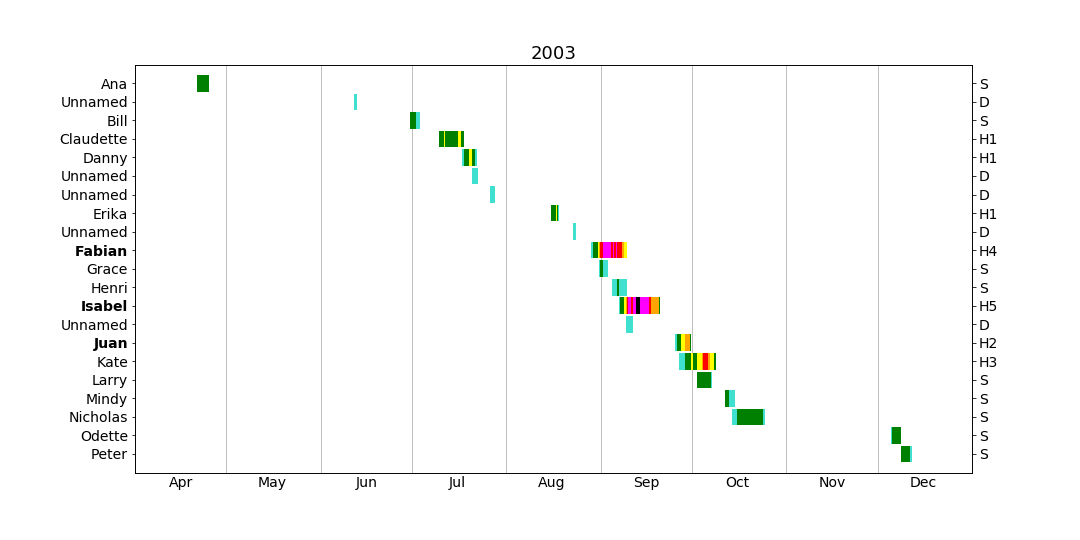 2003
Ana S
Unnamed D
Bill S
Claudette H1
Danny H1
Unnamed D
Unnamed D
Erika H1
Unnamed D
Fabian H4
Grace S
Henri S
Isabel H5
Unnamed D
Juan H2
Kate H3
Larry S
Mindy S
Nicholas S
Odette S
Peter S
Apr May Jun Jul Aug Sep Oct Nov Dec